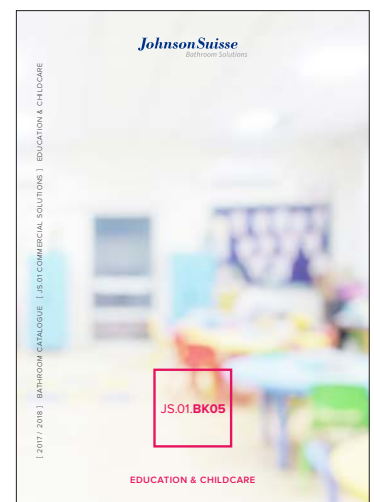 JohnsonSuisse
Bathroom Solutions
[ 2017 / 2018 ] BATHROOM CATALOGUE [ JS.01 COMMERCIAL SOLUTIONS ] EDUCATION & CHILDCARE
JS.01.BK05
EDUCATION & CHILDCARE